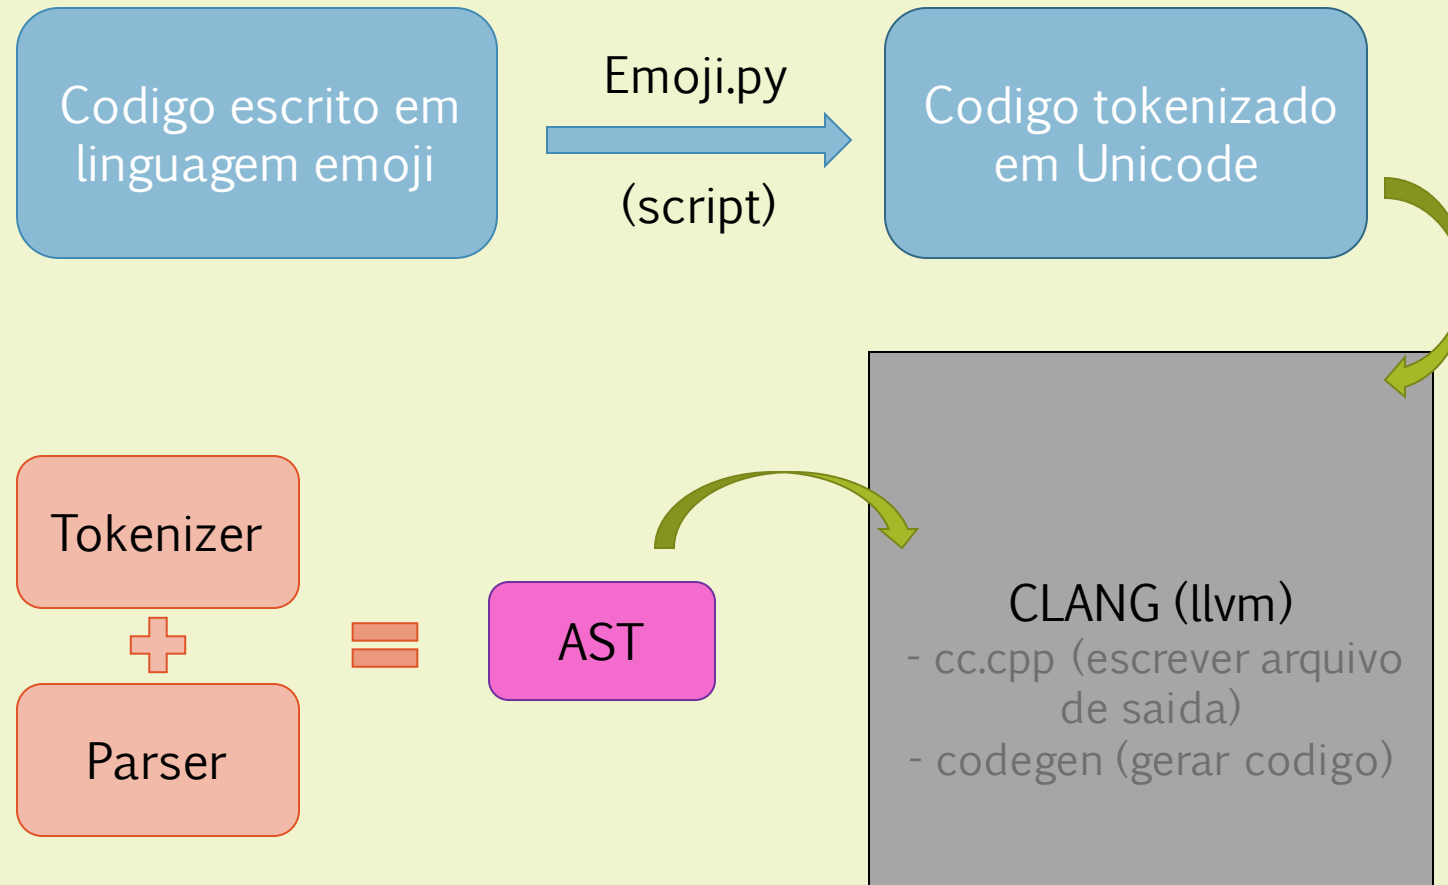 Codigo escrito em
linguagem emoji
Emoji.py
(script)
Codigo tokenizado
em Unicode
Tokenizer
Parser
AST
CLANG (llvm)
- cc.cpp (escrever arquivo
de saida)
- codegen (gerar codigo)